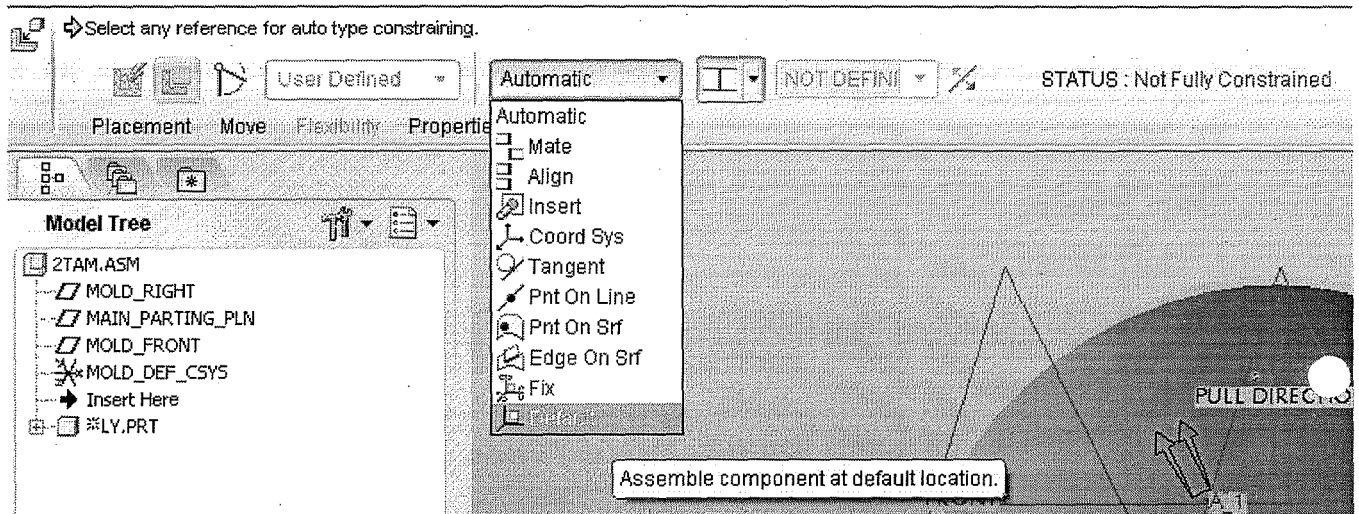 Select any reference for auto type constraining.
User Defined Automatic NOT DEFINI STATUS : Not Fully Constrained
Placement Move Flexibility Propertie
Automatic
Mate
Align
Insert
Coord Sys
Tangent
Pnt On Line
Pnt On Srf
Edge On Srf
Fix
Default
Assemble component at default location.
Model Tree
2TAM.ASM
MOLD_RIGHT
MAIN_PARTING_PLN
MOLD_FRONT
MOLD_DEF_CSYS
Insert Here
LY.PRT
PULL DIRECTIO
A_1